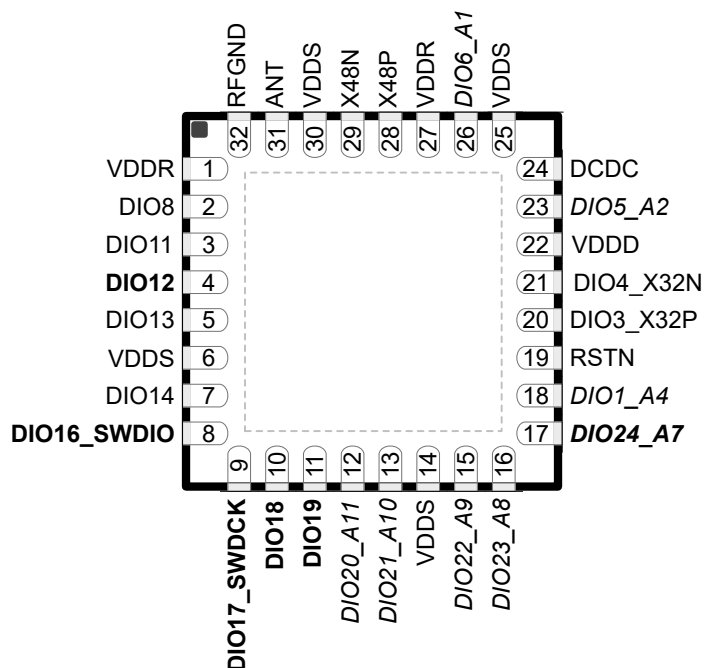 RFGND
ANT
VDDS
X48N
X48P
VDDR
DIO6_A1
VDDS
32
31
30
29
28
27
26
25
VDDR 1
DIO8 2
DIO11 3
DIO12 4
DIO13 5
VDDS 6
DIO14 7
DIO16_SWDIO 8
24 DCDC
23 DIO5_A2
22 VDDD
21 DIO4_X32N
20 DIO3_X32P
19 RSTN
18 DIO1_A4
17 DIO24_A7
9
10
11
12
13
14
15
16
DIO17_SWDCK
DIO18
DIO19
DIO20_A11
DIO21_A10
VDDS
DIO22_A9
DIO23_A8